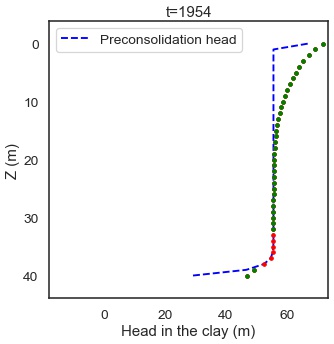 t=1954
Preconsolidation head
0
10
20
30
40
Z (m)
0 20 40 60
Head in the clay (m)